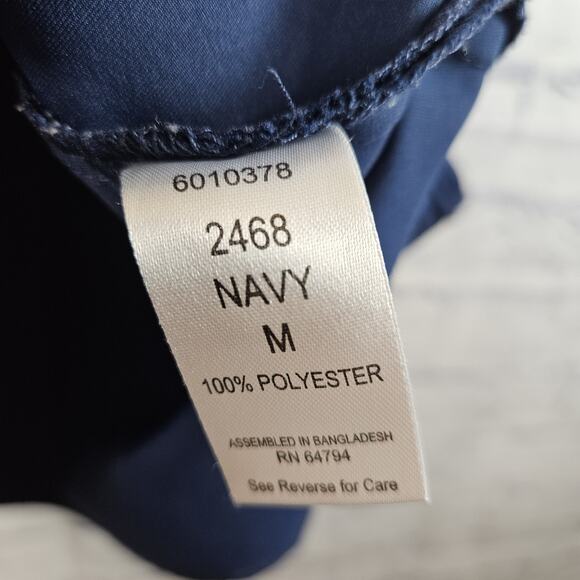 6010378
2468
NAVY
M
100% POLYESTER
ASSEMBLED IN BANGLADESH
RN 64794
See Reverse for Care